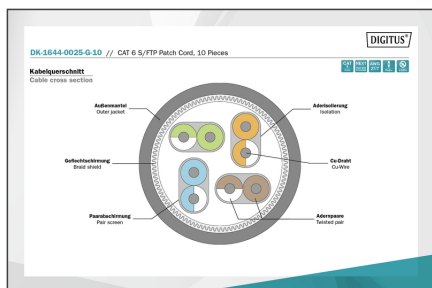 DIGITUS®
DK-1644-0025-G-10 // CAT 6 S/FTP Patch Cord, 10 Pieces
Kabelquerschnitt
Cable cross section
Außenmantel
Outer jacket
Aderisolierung
Isolation
Geflechtschirmung
Braid shield
Cu-Draht
Cu-Wire
Paarabschirmung
Pair screen
Adernpaare
Twisted pair